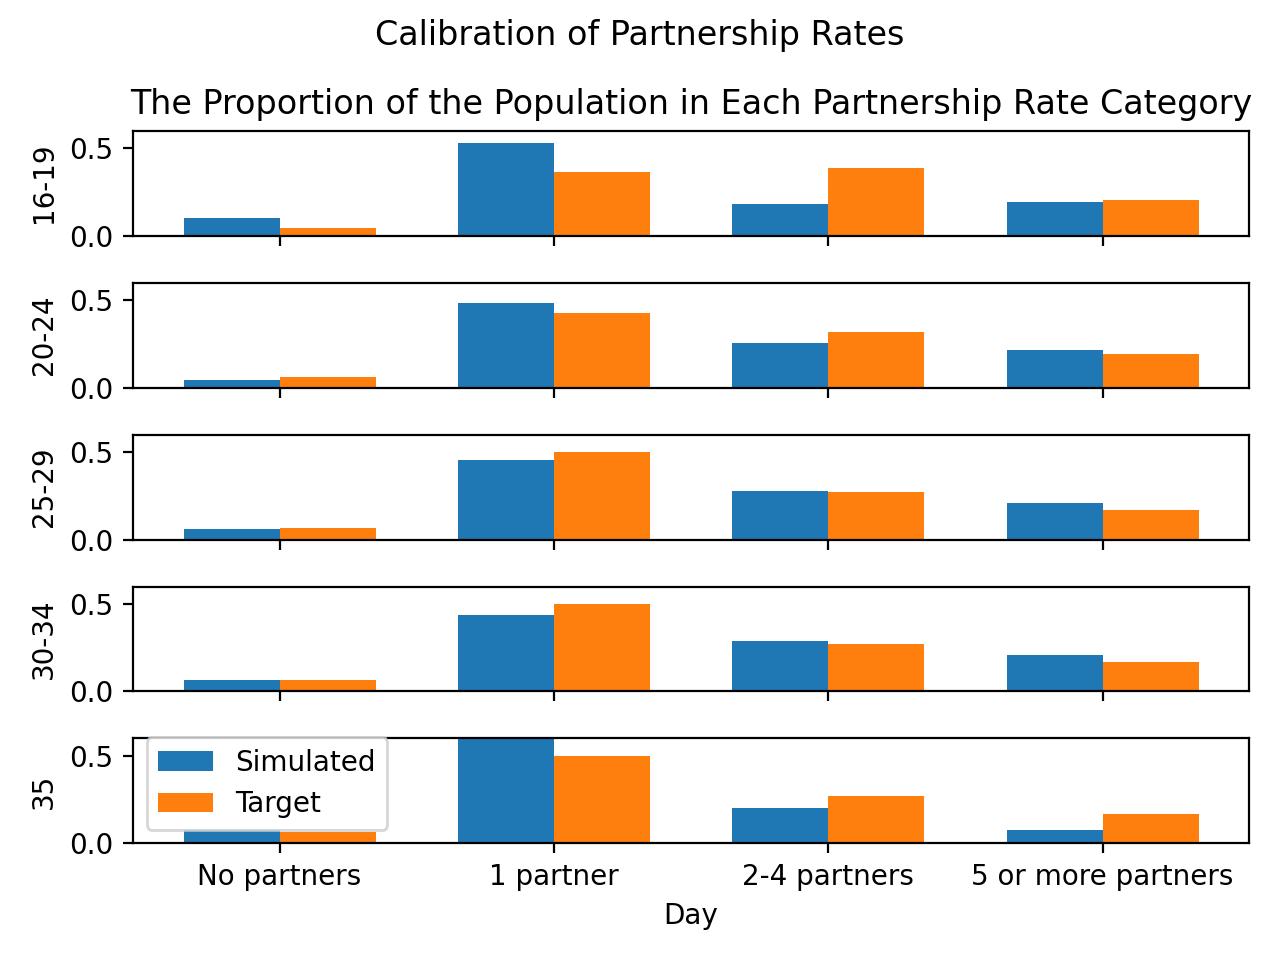 Calibration of Partnership Rates
The Proportion of the Population in Each Partnership Rate Category
0.5
0.0
16-19
0.5
0.0
20-24
0.5
0.0
25-29
0.5
0.0
30-34
0.5
0.0
35
Simulated
Target
No partners
1 partner
2-4 partners
5 or more partners
Day